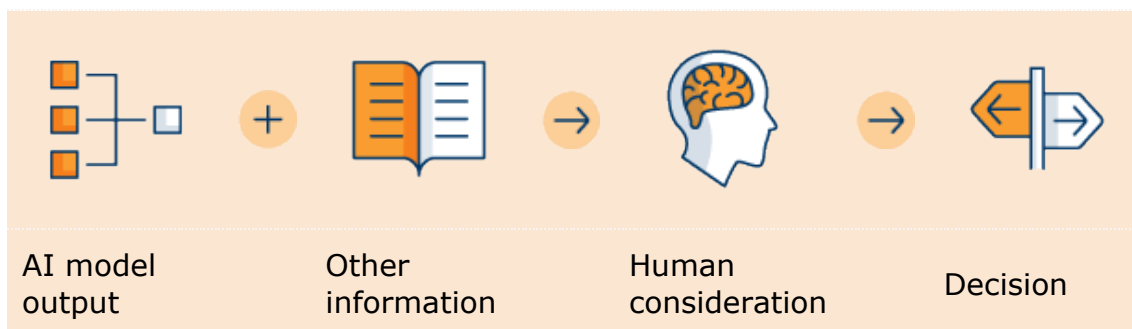 AI model
output
Other
information
Human
consideration
Decision